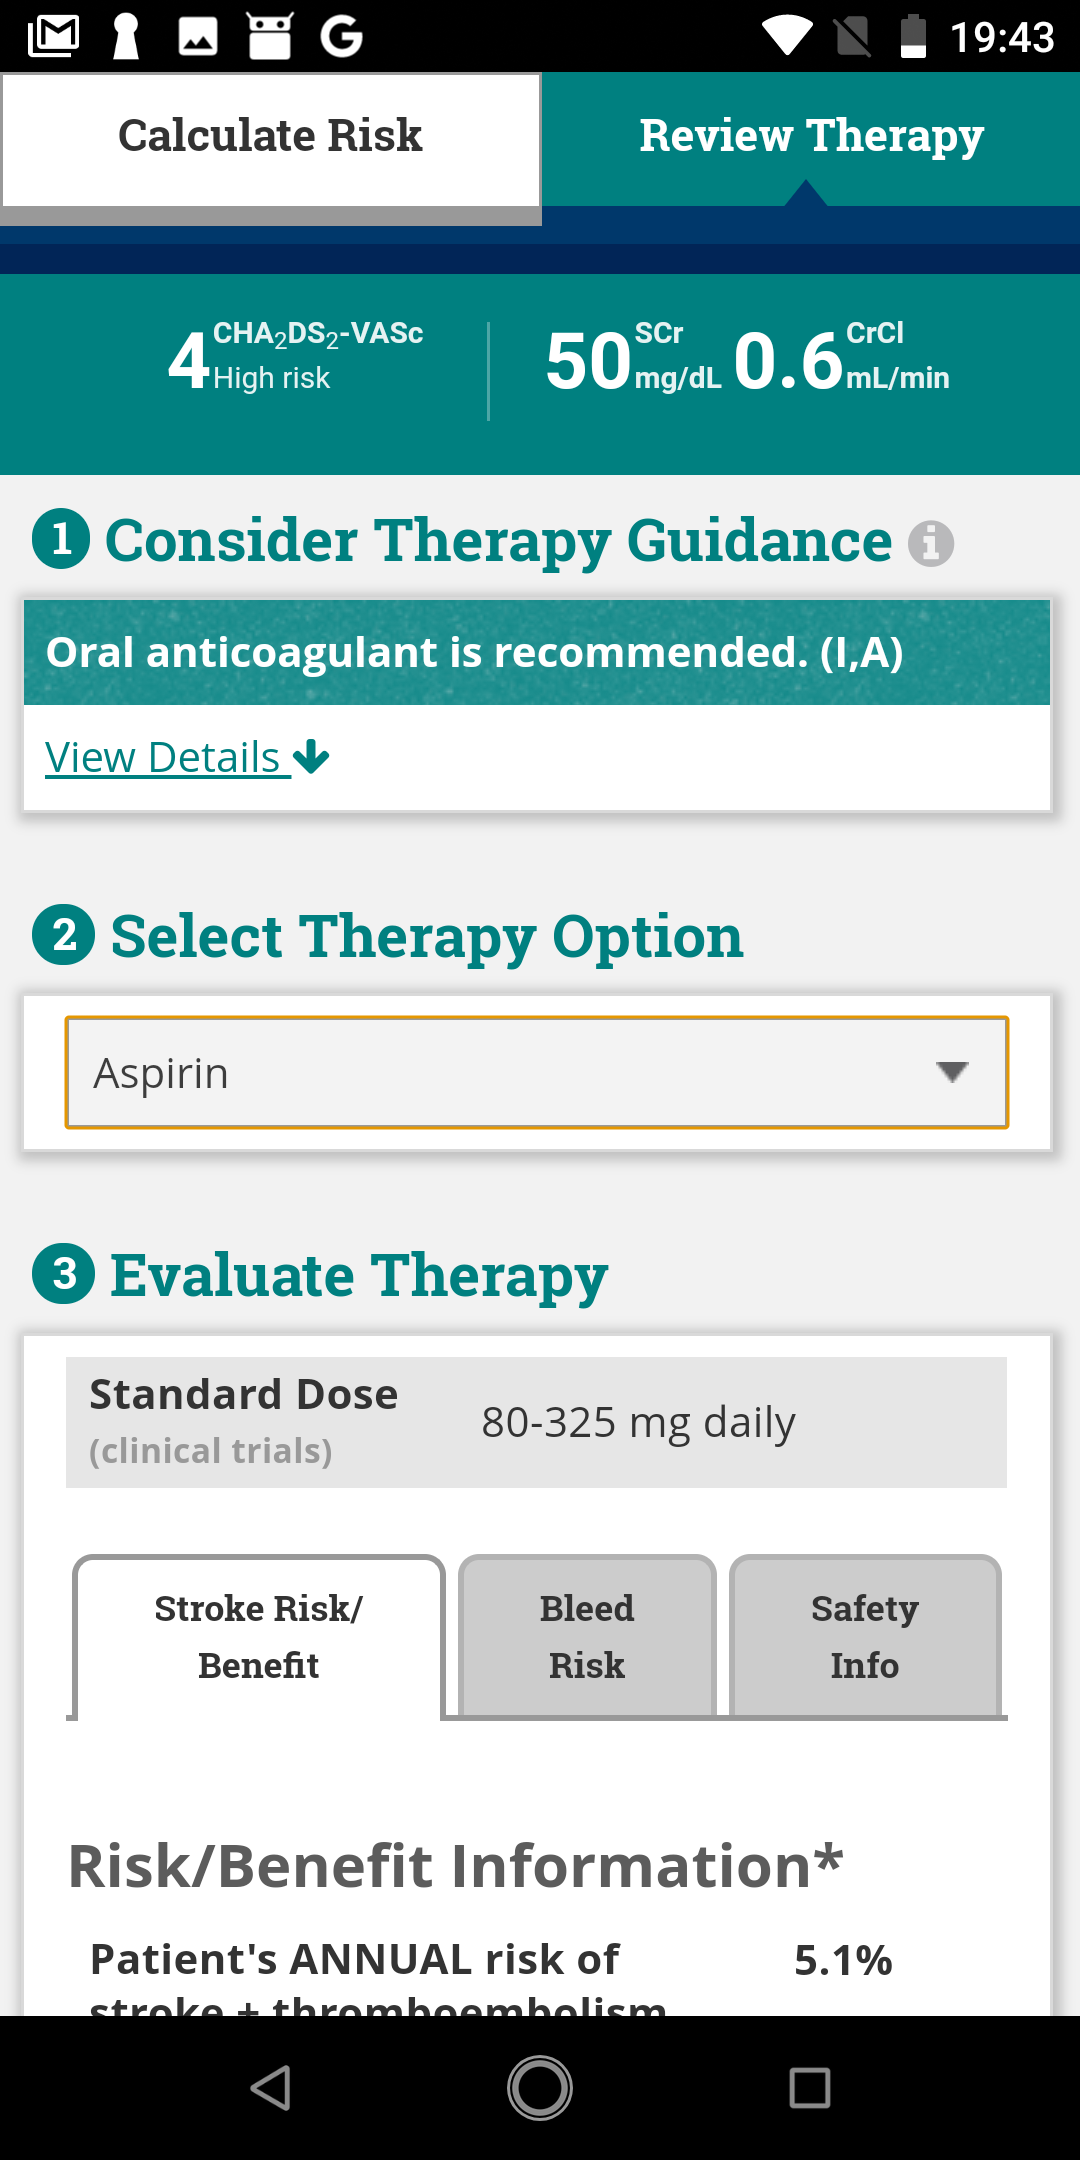 19:43
Calculate Risk
Review Therapy
4 CHA2DS2-VASc
High risk
50 SCr
mg/dL
0.6 CrCl
mL/min
1 Consider Therapy Guidance
Oral anticoagulant is recommended. (I,A)
View Details
2 Select Therapy Option
Aspirin
3 Evaluate Therapy
Standard Dose
(clinical trials)
80-325 mg daily
Stroke Risk/
Benefit
Bleed
Risk
Safety
Info
Risk/Benefit Information*
Patient's ANNUAL risk of
5.1%
stroke + thromboembolism